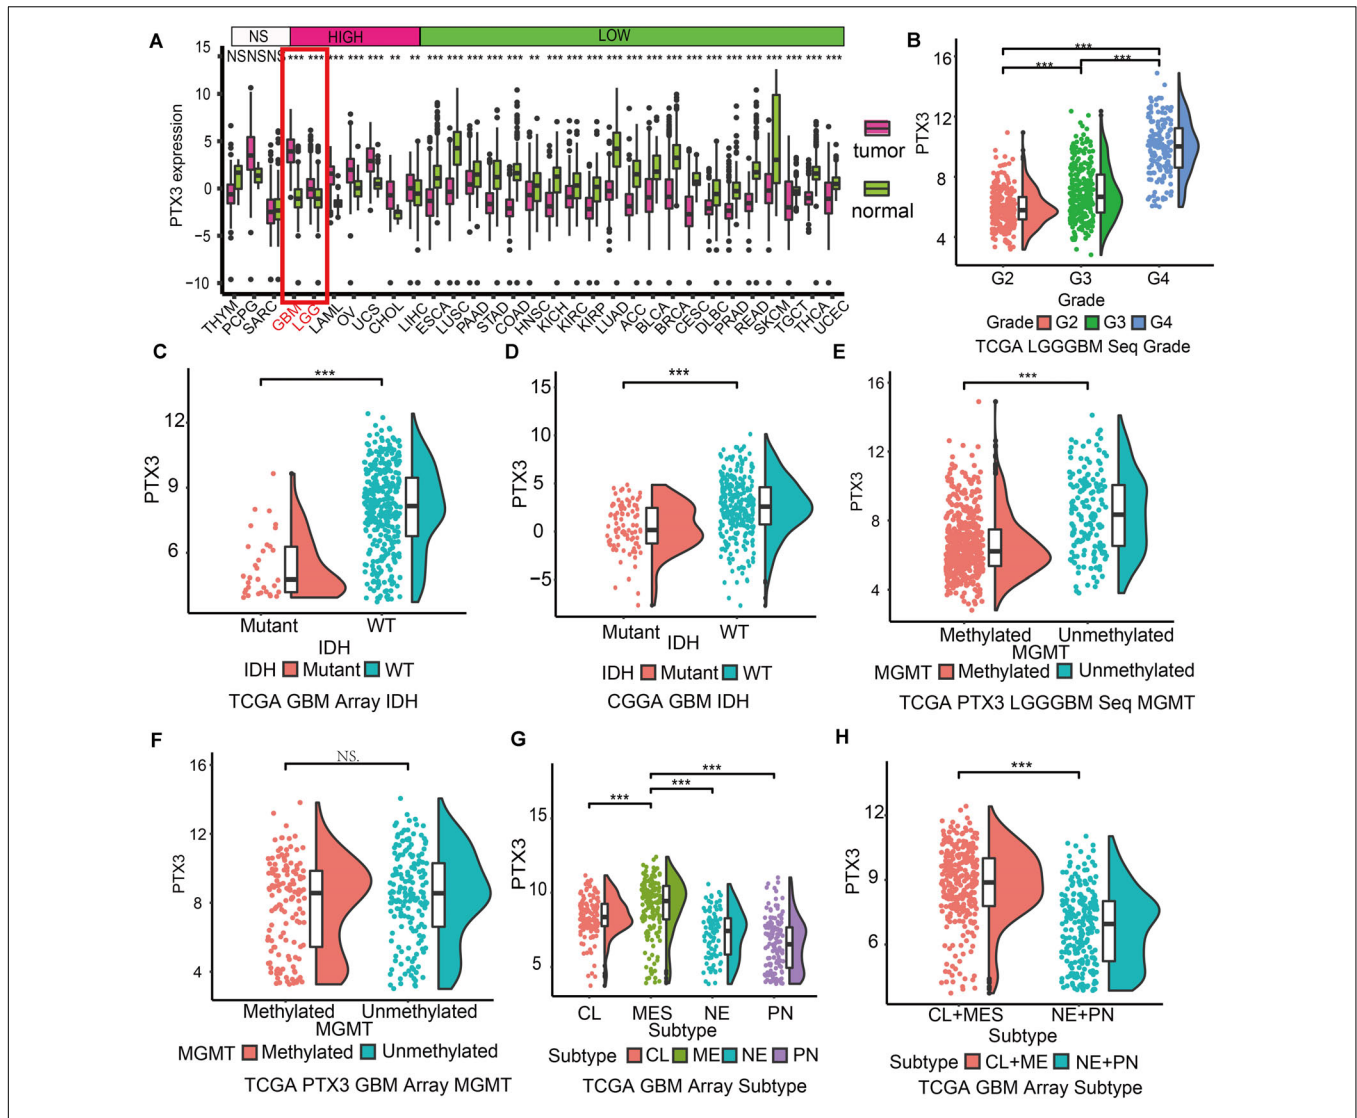 A
NS
HIGH
LOW
NS NS NS *** *** *** *** *** ** ** *** *** *** *** *** *** ** *** *** *** *** *** *** *** *** *** *** *** *** *** ***
PTX3 expression
15
10
5
0
−5
−10
THYM
PCPG
SARC
GBM
LGG
LAML
OV
UCS
CHOL
LIHC
ESCA
LUSC
PAAD
STAD
COAD
HNSC
KICH
KIRC
KIRP
LUAD
ACC
BLCA
BRCA
CESC
DLBC
PRAD
READ
SKCM
TGCT
THCA
UCEC
tumor
normal
B
***
*** ***
PTX3
16
12
8
4
G2 G3 G4
Grade
Grade G2 G3 G4
TCGA LGGGBM Seq Grade
C
***
PTX3
12
9
6
Mutant WT
IDH
IDH Mutant WT
TCGA GBM Array IDH
D
***
PTX3
15
10
5
0
−5
Mutant WT
IDH
IDH Mutant WT
CGGA GBM IDH
E
***
PTX3
16
12
8
4
Methylated Unmethylated
MGMT
MGMT Methylated Unmethylated
TCGA PTX3 LGGGBM Seq MGMT
F
NS.
PTX3
16
12
8
4
Methylated Unmethylated
MGMT
MGMT Methylated Unmethylated
TCGA PTX3 GBM Array MGMT
G
***
***
***
PTX3
15
10
5
CL MES NE PN
Subtype
Subtype CL ME NE PN
TCGA GBM Array Subtype
H
***
PTX3
12
9
6
CL+MES NE+PN
Subtype
Subtype CL+ME NE+PN
TCGA GBM Array Subtype